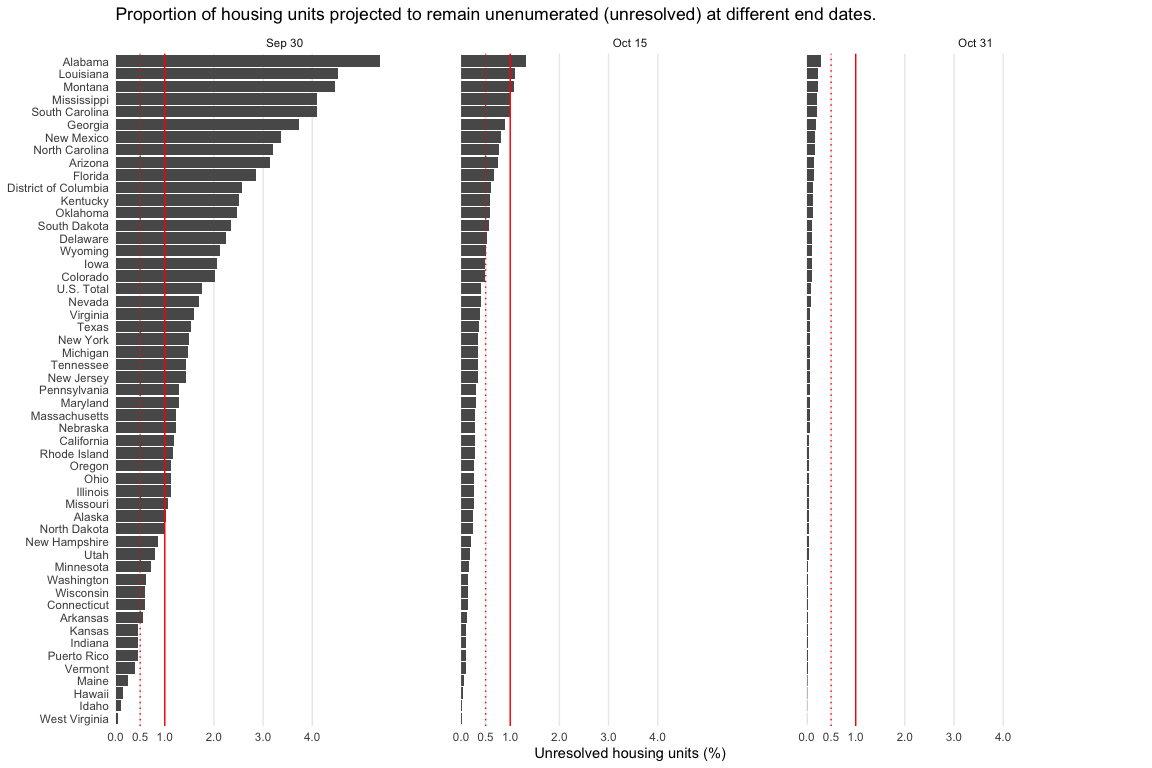 Proportion of housing units projected to remain unenumerated (unresolved) at different end dates.
Sep 30 Oct 15 Oct 31
Alabama
Louisiana
Montana
Mississippi
South Carolina
Georgia
New Mexico
North Carolina
Arizona
Florida
District of Columbia
Kentucky
Oklahoma
South Dakota
Delaware
Wyoming
Iowa
Colorado
U.S. Total
Nevada
Virginia
Texas
New York
Michigan
Tennessee
New Jersey
Pennsylvania
Maryland
Massachusetts
Nebraska
California
Rhode Island
Oregon
Ohio
Illinois
Missouri
Alaska
North Dakota
New Hampshire
Utah
Minnesota
Washington
Wisconsin
Connecticut
Arkansas
Kansas
Indiana
Puerto Rico
Vermont
Maine
Hawaii
Idaho
West Virginia
0.0 0.5 1.0 2.0 3.0 4.0 0.0 0.5 1.0 2.0 3.0 4.0 0.0 0.5 1.0 2.0 3.0 4.0
Unresolved housing units (%)